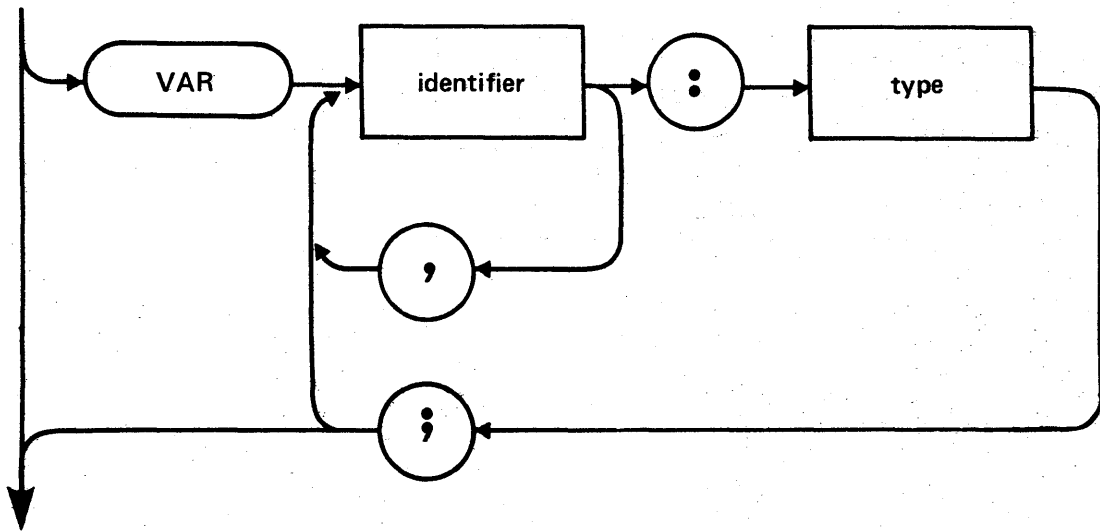 VAR
identifier
:
type
,
;